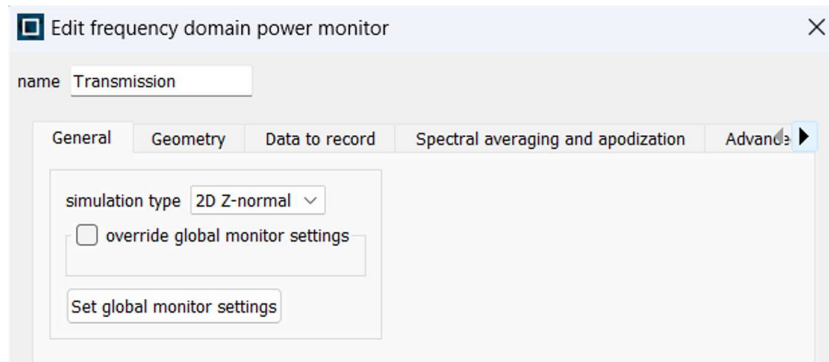 Edit frequency domain power monitor
name Transmission
General Geometry Data to record Spectral averaging and apodization
simulation type 2D Z-normal
override global monitor settings
Set global monitor settings